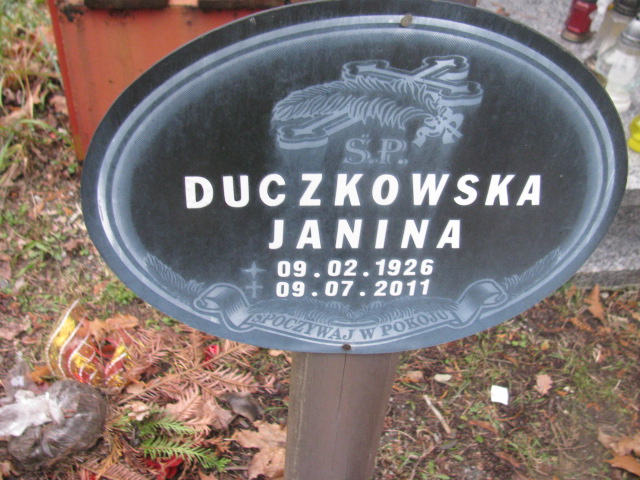 Ś.P.
DUCZKOWSKA
JANINA
09.02.1926
09.07.2011
SPOCZYWAJ W POKOJU